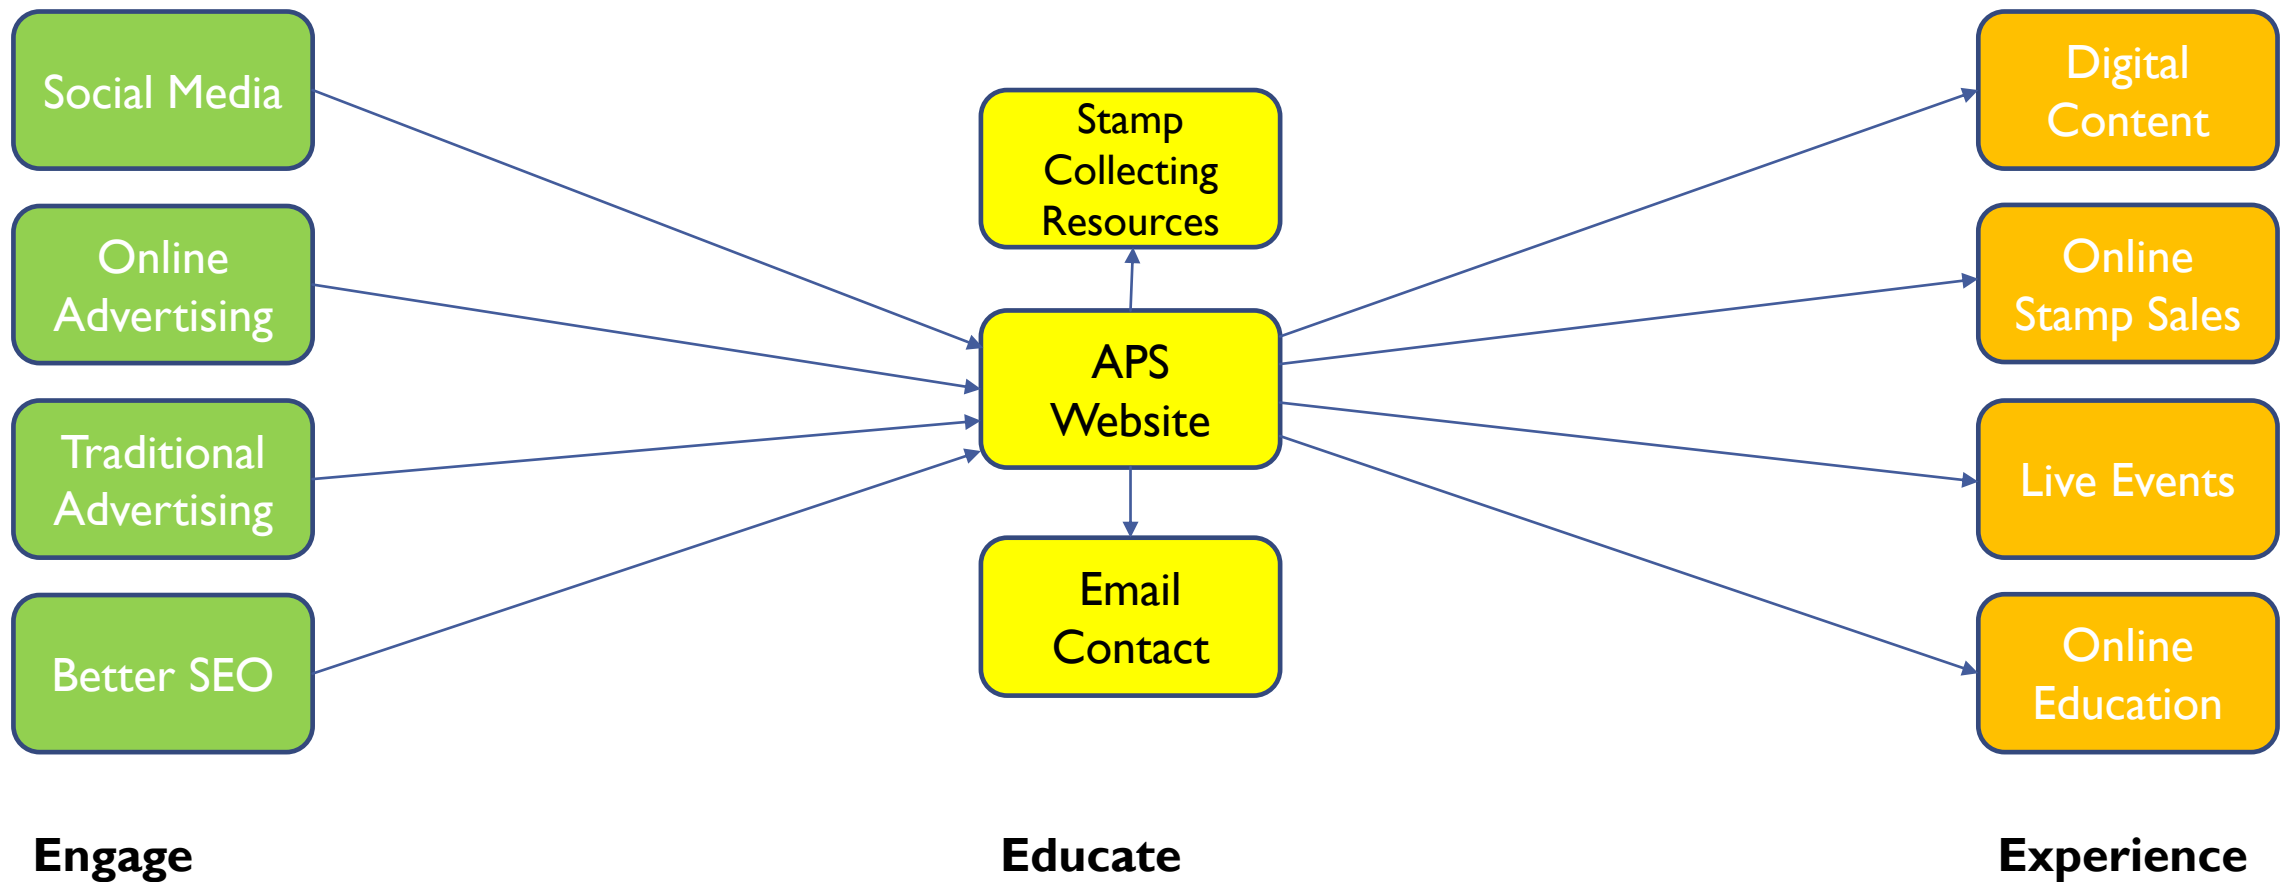 Social Media
Online
Advertising
Traditional
Advertising
Better SEO
Engage
Stamp
Collecting
Resources
APS
Website
Email
Contact
Educate
Digital
Content
Online
Stamp Sales
Live Events
Online
Education
Experience